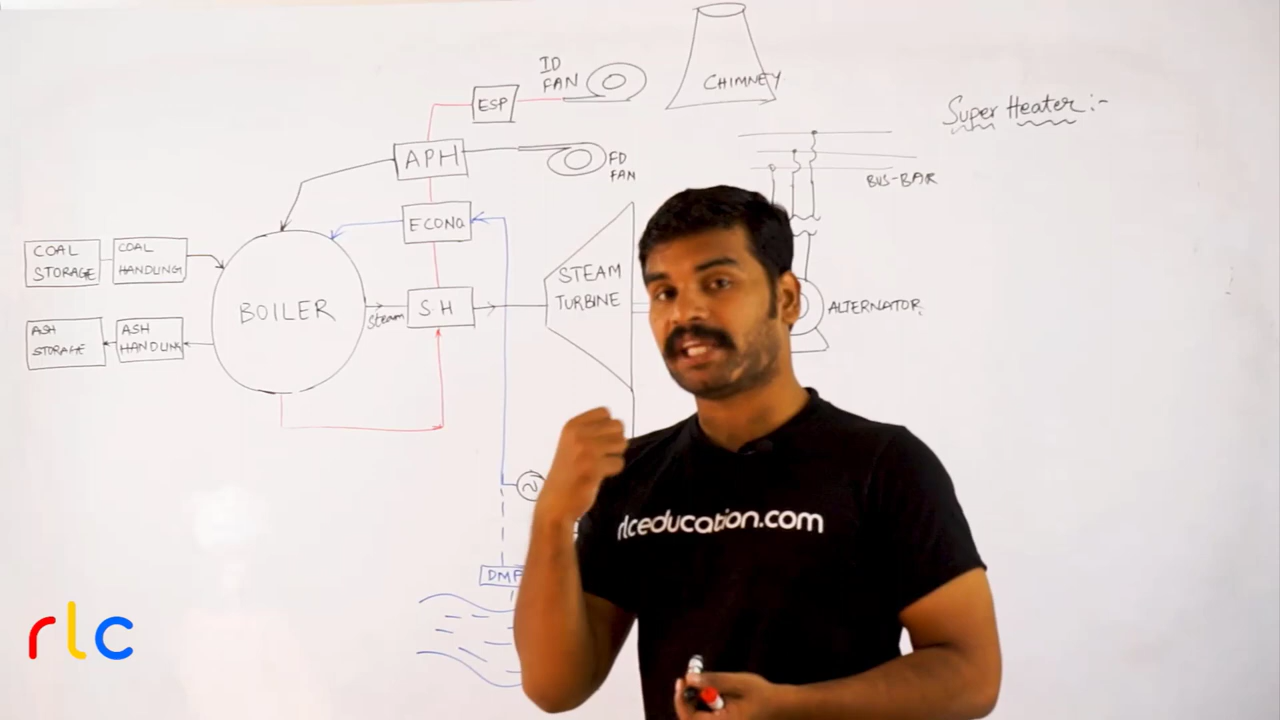 ID
FAN
CHIMNEY
ESP
Super Heater :-
APH
FD
FAN
BUS-BAR
ECONO
COAL
STORAGE
COAL
HANDLING
STEAM
TURBINE
BOILER
Steam
SH
ALTERNATOR
ASH
STORAGE
ASH
HANDLING
rlceducation.com
rlc